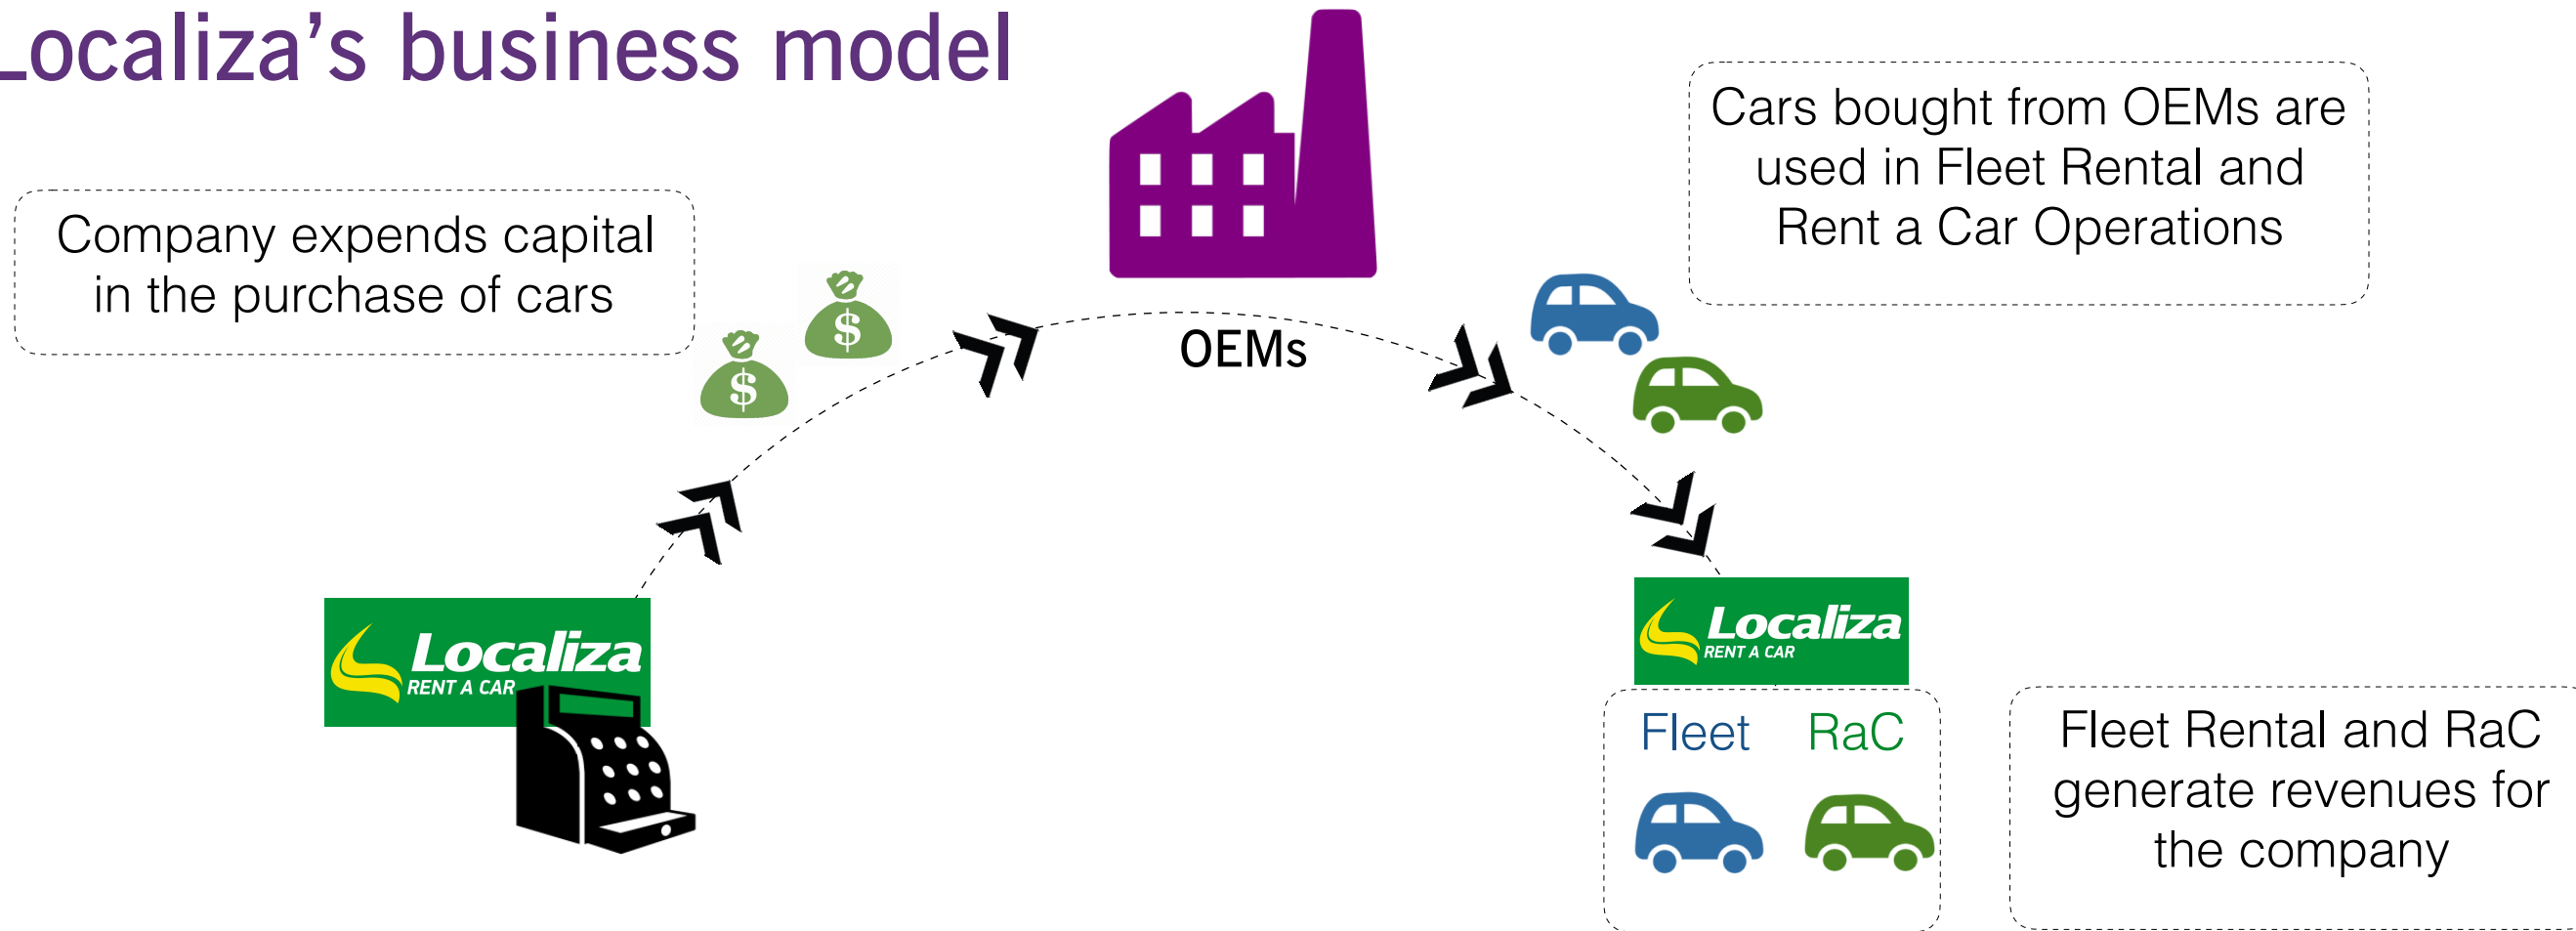 Localiza's business model
Company expends capital
in the purchase of cars
$
$
OEMs
Cars bought from OEMs are
used in Fleet Rental and
Rent a Car Operations
Localiza
RENT A CAR
Localiza
RENT A CAR
Fleet RaC
Fleet Rental and RaC
generate revenues for
the company